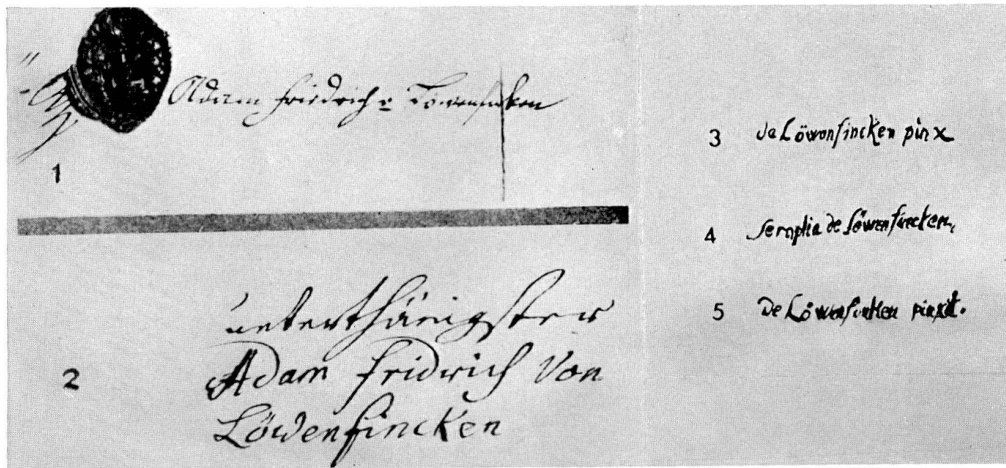 1
Adam Friedrich v Löwenfincken
2
unterthänigster
Adam Fridrich Von
Löwenfincken
3 de Löwenfincken pinx
4 Seraphia de Löwenfincken,
5 de Löwenfincken pinxit.